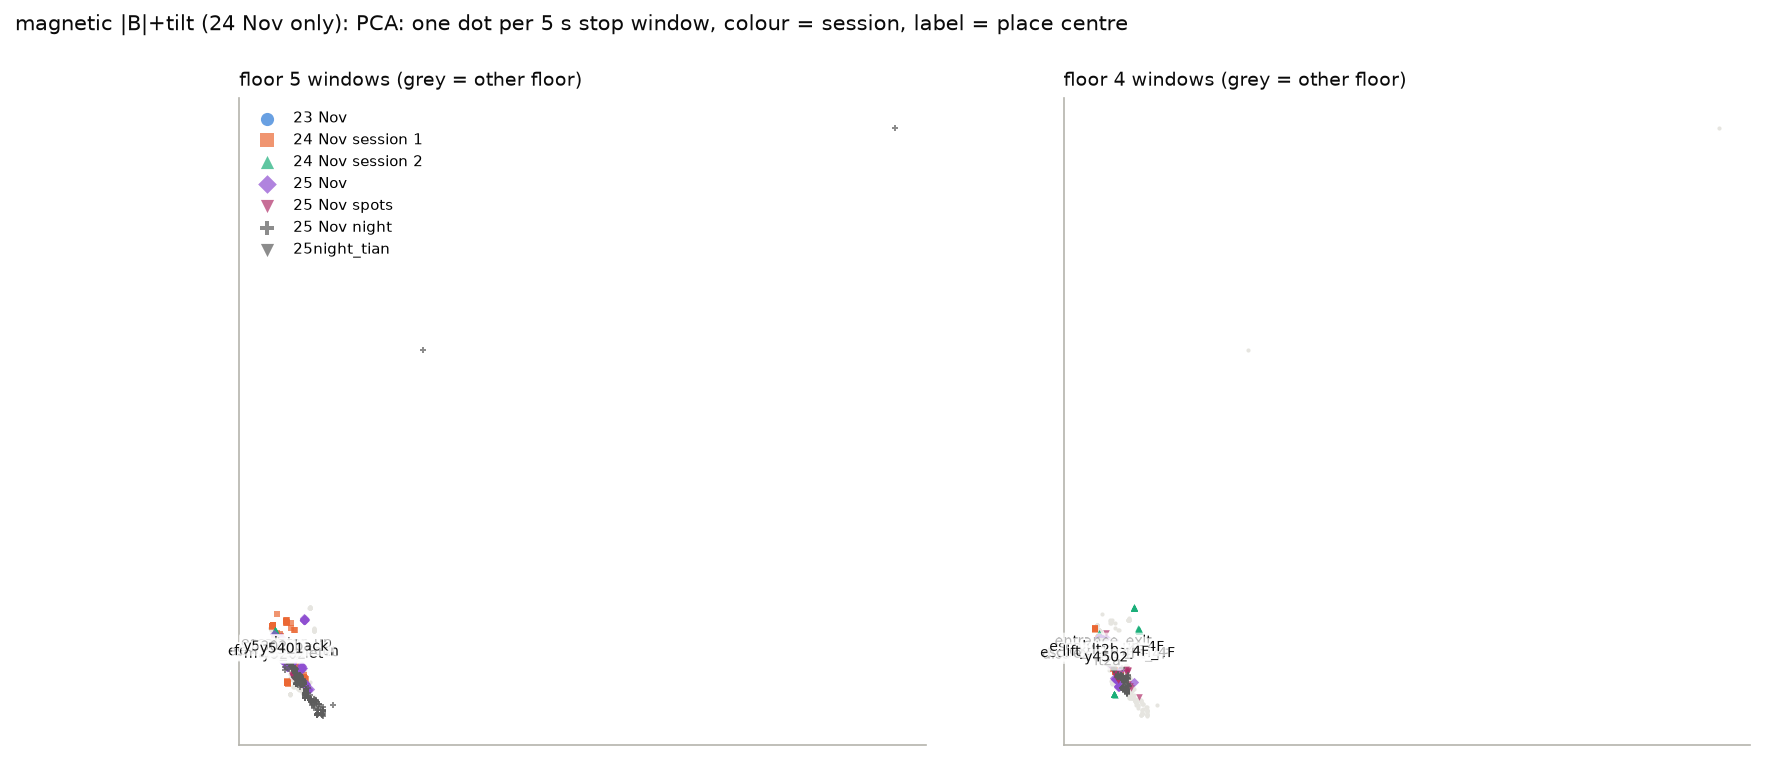 magnetic |B|+tilt (24 Nov only): PCA: one dot per 5 s stop window, colour = session, label = place centre
floor 5 windows (grey = other floor)
23 Nov
24 Nov session 1
24 Nov session 2
25 Nov
25 Nov spots
25 Nov night
25night_tian
floor 4 windows (grey = other floor)
entrance_exit
y4502